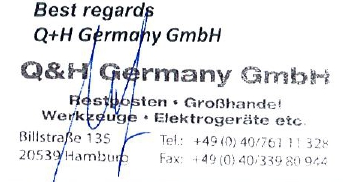 Best regards
Q+H Germany GmbH
Q&H Germany GmbH
Restposten • Großhandel
Werkzeuge • Elektrogeräte etc.
Billstraße 135 Tel.: +49 (0) 40/761 11 328
20539 Hamburg Fax: +49 (0) 40/339 80 944